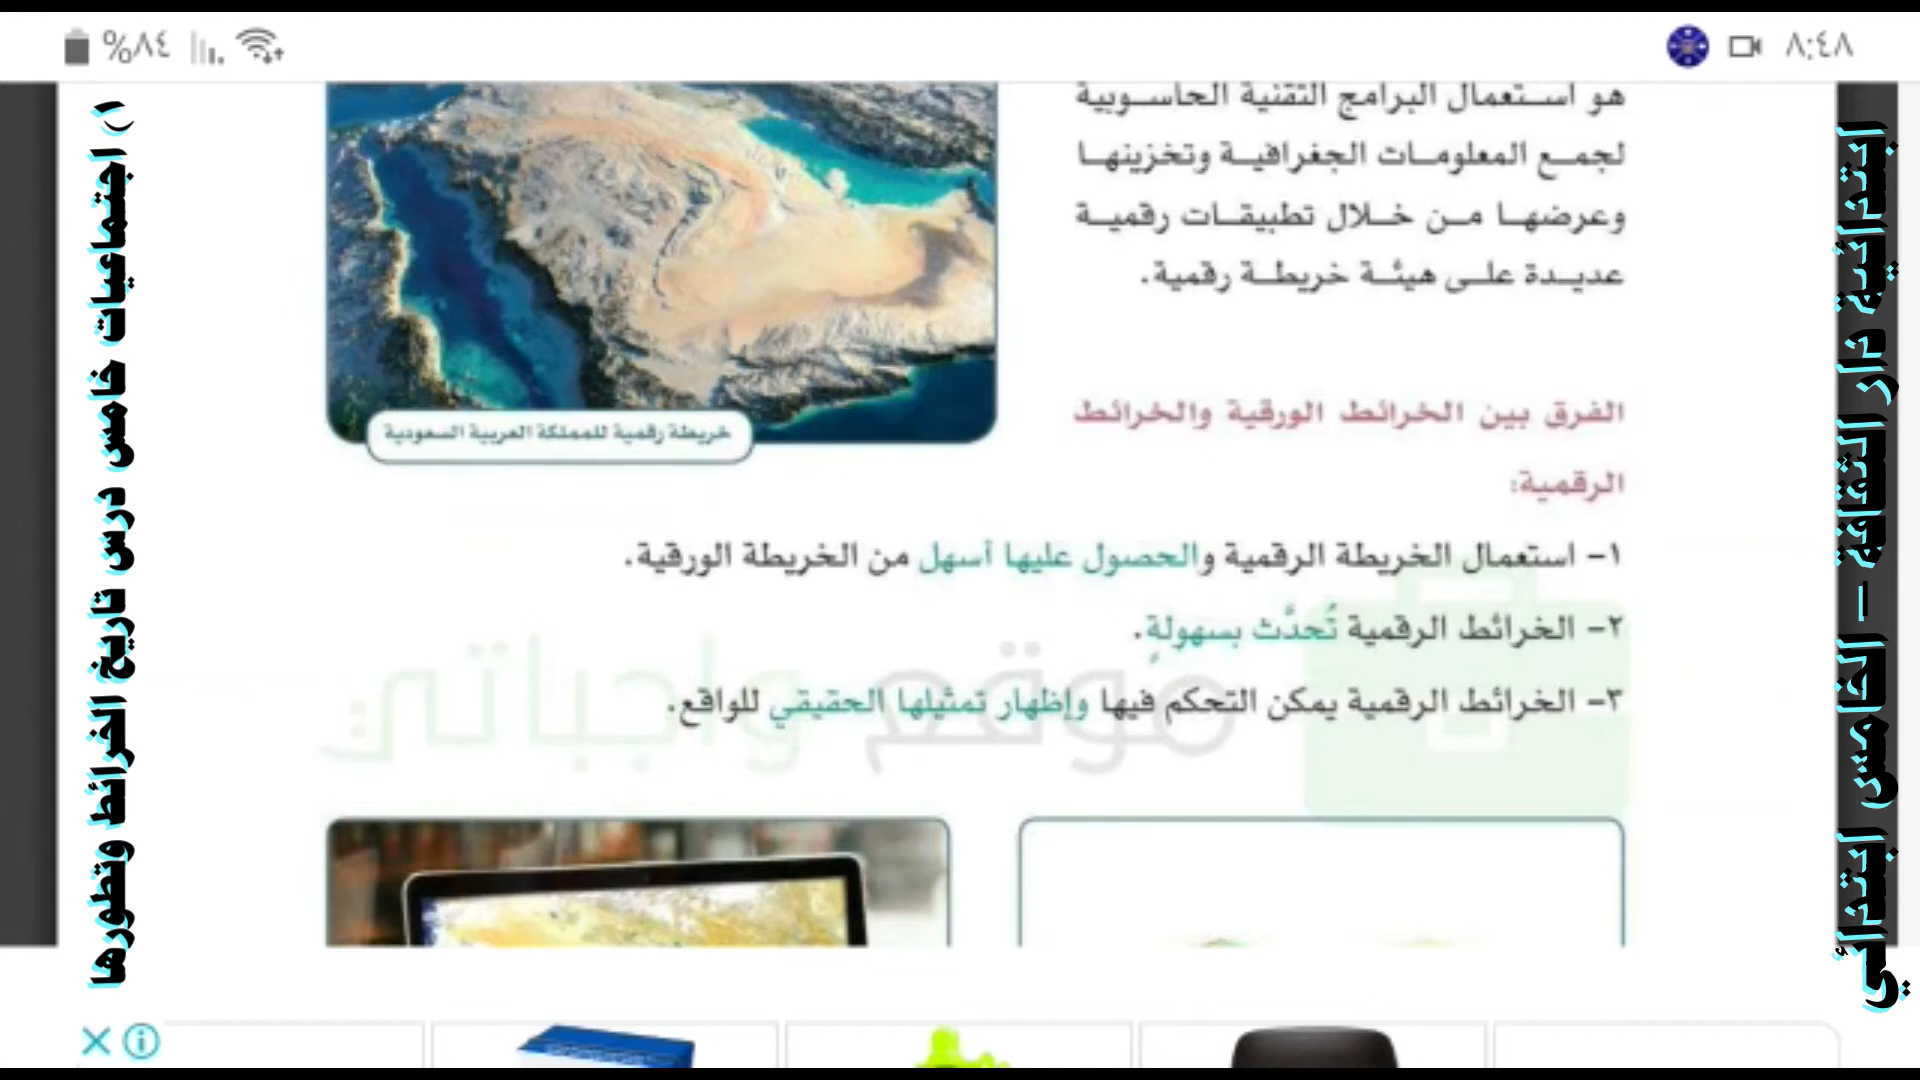 ٨:٤٨
%٨٤
هو استعمال البرامج التقنية الحاسوبية
لجمع المعلومات الجغرافية وتخزينها
وعرضها من خلال تطبيقات رقمية
عديدة على هيئة خريطة رقمية.
خريطة رقمية للمملكة العربية السعودية
الفرق بين الخرائط الورقية والخرائط
الرقمية:
١- استعمال الخريطة الرقمية والحصول عليها أسهل من الخريطة الورقية.
٢- الخرائط الرقمية تُحدَّث بسهولةٍ.
٣- الخرائط الرقمية يمكن التحكم فيها وإظهار تمثيلها الحقيقي للواقع.
موقع واجباتي
ابتدائية دار الثقافة – الخامس ابتدائي
١) اجتماعيات خامس درس تاريخ الخرائط وتطورها